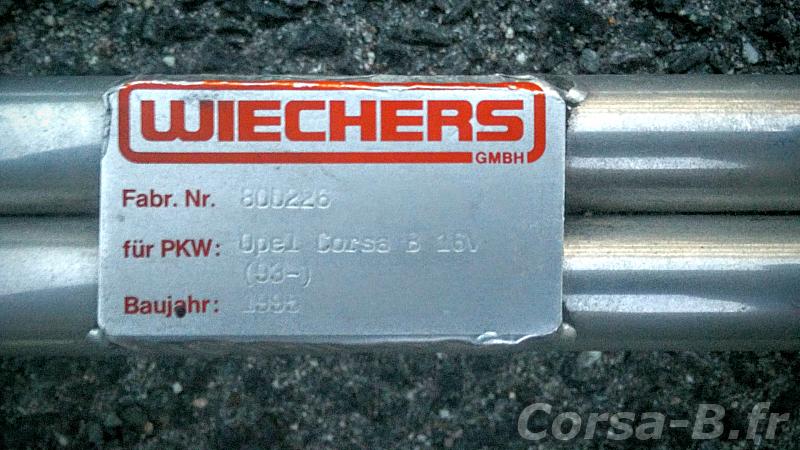 WIECHERS
GMBH
Fabr. Nr. 800226
für PKW: Opel Corsa B 16V
(93-)
Baujahr:
Corsa-B.fr